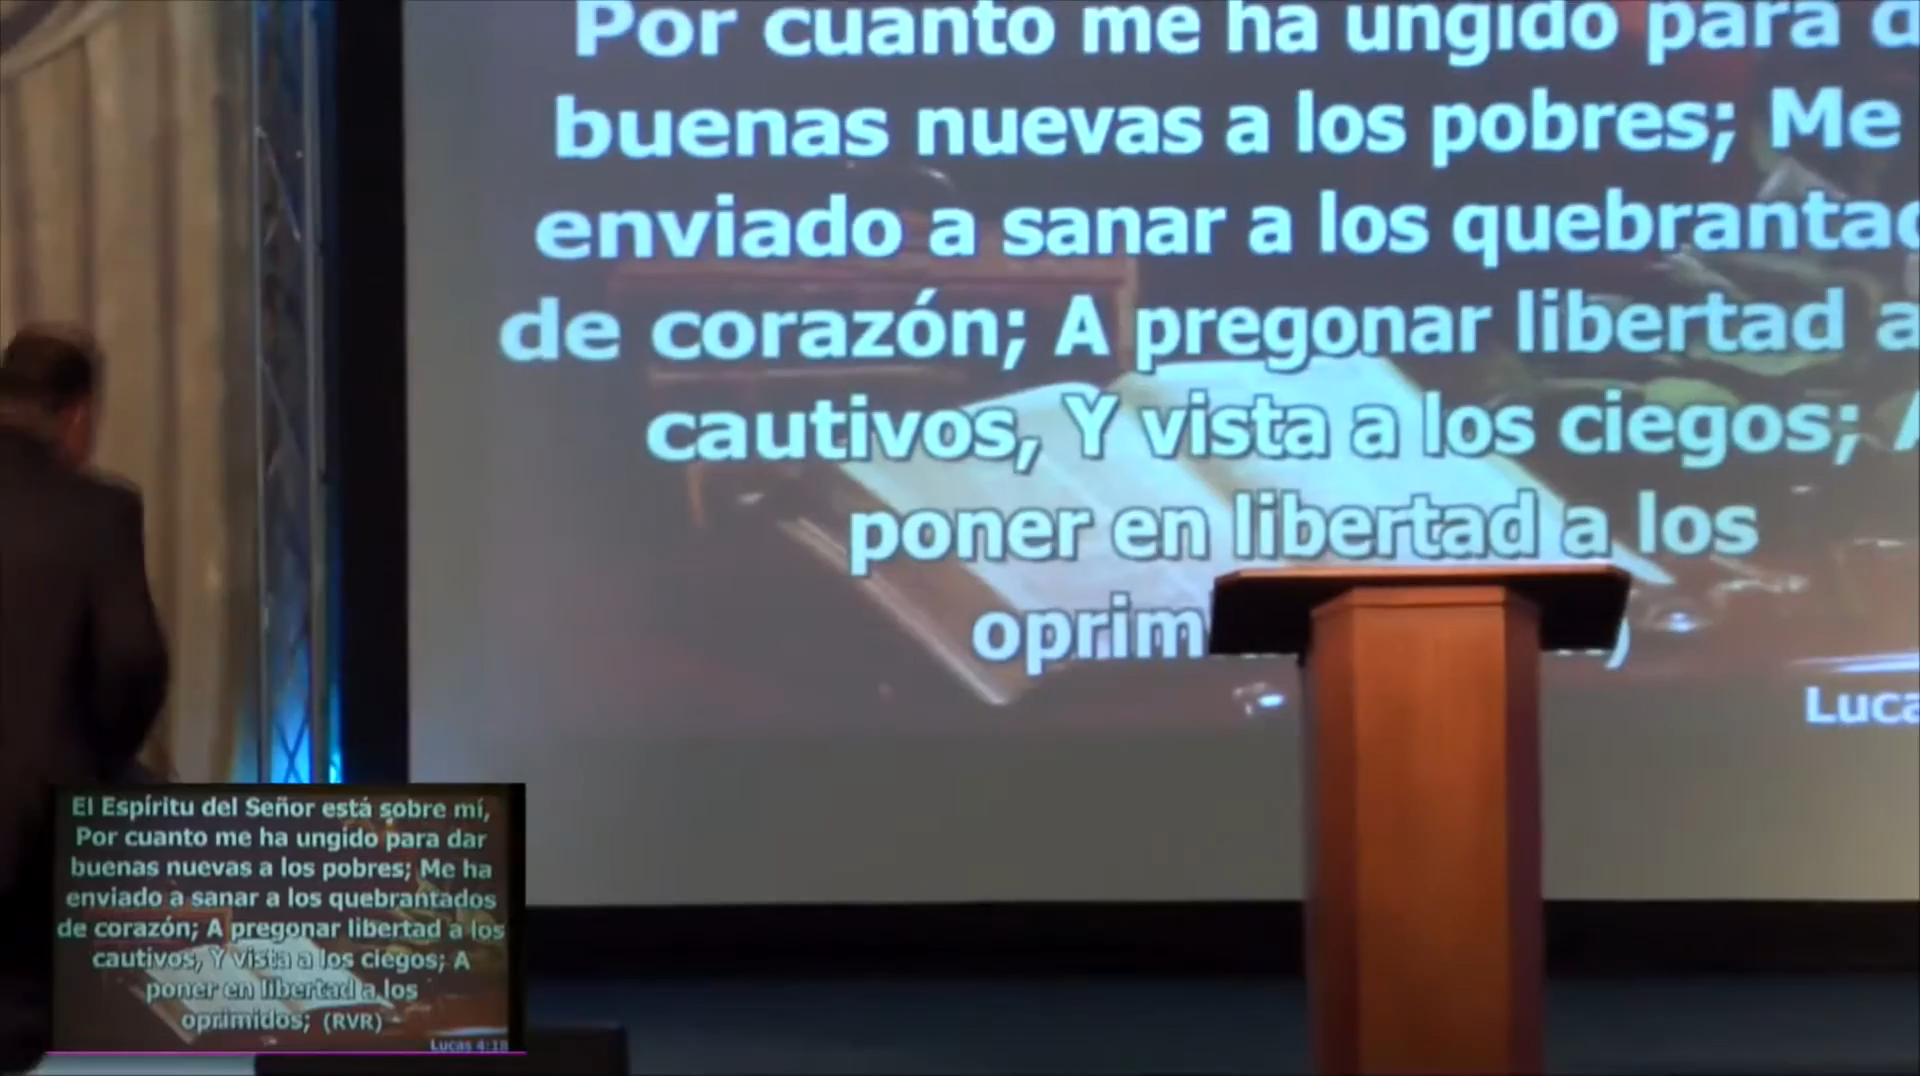 Por cuanto me ha ungido para d
buenas nuevas a los pobres; Me
enviado a sanar a los quebrantad
de corazón; A pregonar libertad a
cautivos, Y vista a los ciegos; A
poner en libertad a los
oprim
)
Luca
El Espíritu del Señor está sobre mí,
Por cuanto me ha ungido para dar
buenas nuevas a los pobres; Me ha
enviado a sanar a los quebrantados
de corazón; A pregonar libertad a los
cautivos, Y vista a los ciegos; A
poner en libertad a los
oprimidos; (RVR)
Lucas 4:18